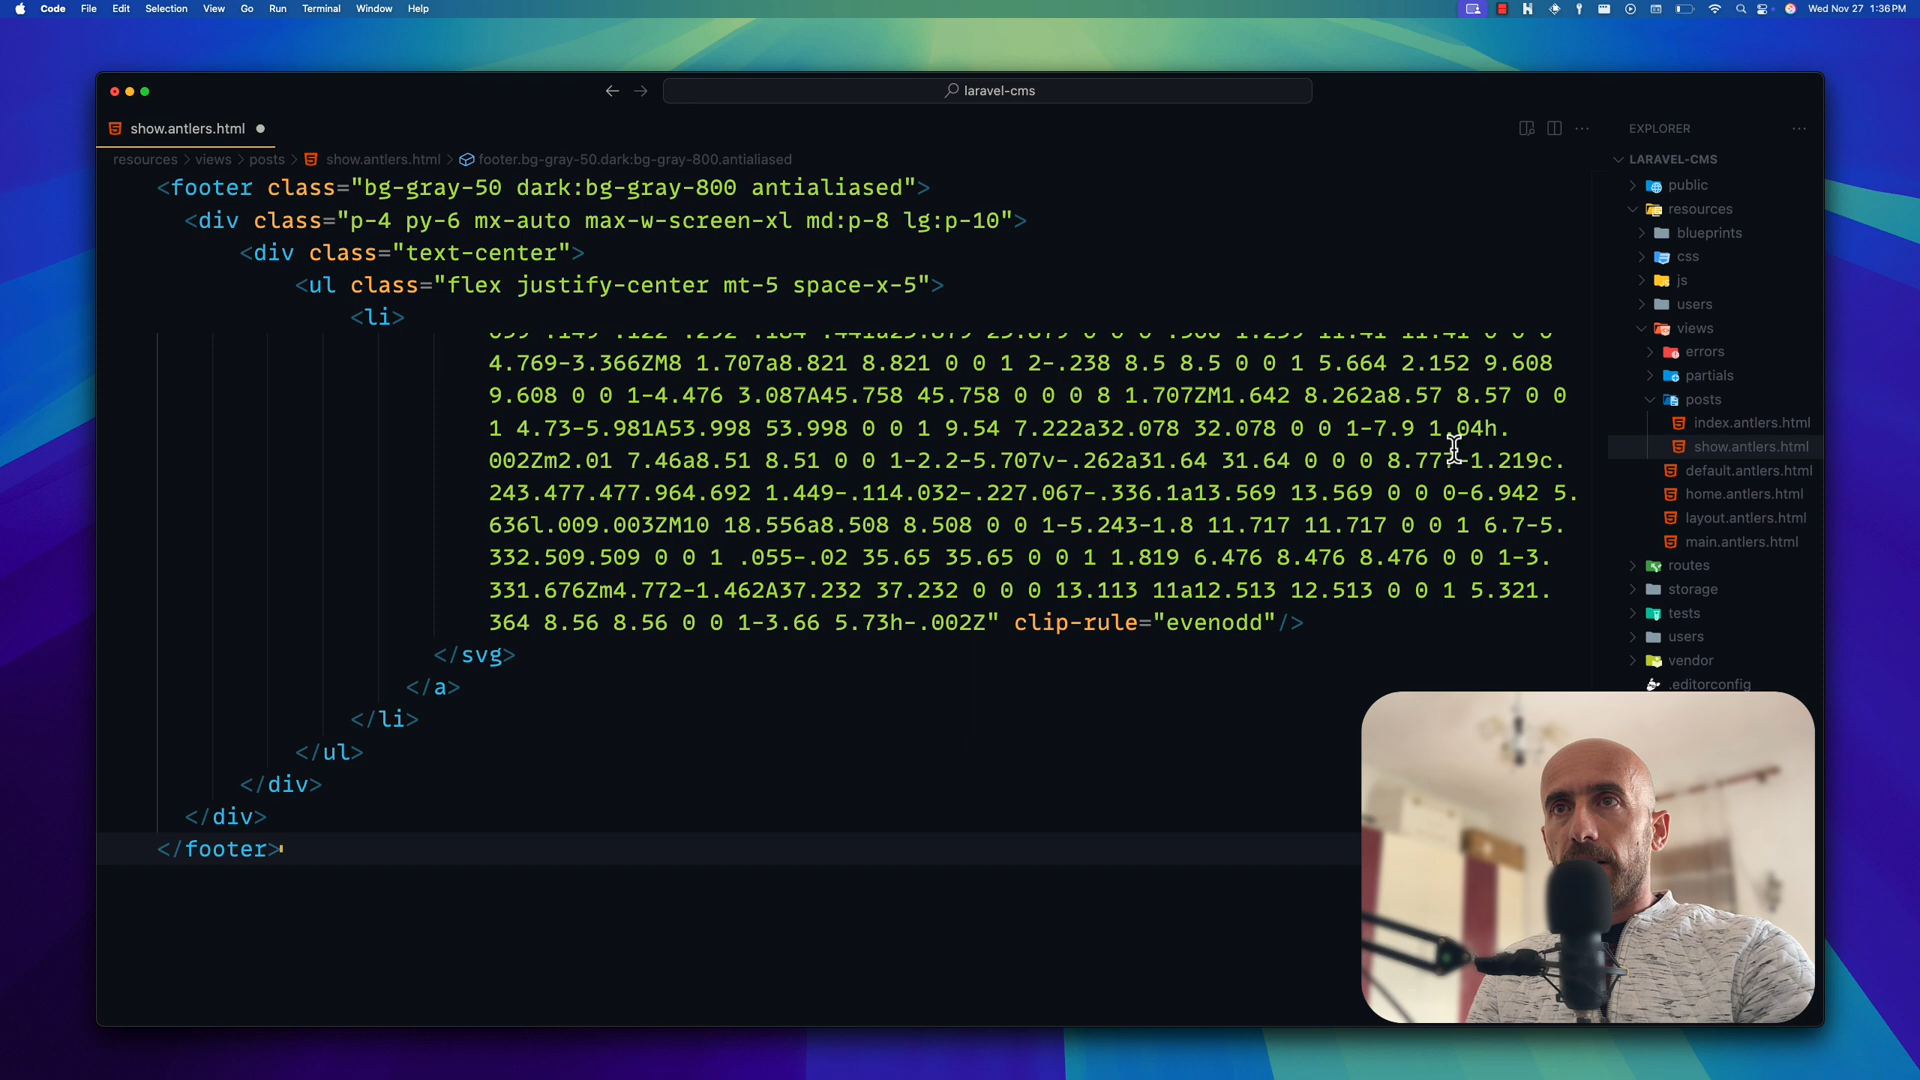 Code File Edit Selection View Go Run Terminal Window Help
Wed Nov 27 1:36 PM
laravel-cms
show.antlers.html
resources > views > posts > show.antlers.html > footer.bg-gray-50.dark:bg-gray-800.antialiased
<footer class="bg-gray-50 dark:bg-gray-800 antialiased">
<div class="p-4 py-6 mx-auto max-w-screen-xl md:p-8 lg:p-10">
<div class="text-center">
<ul class="flex justify-center mt-5 space-x-5">
<li>
4.769-3.366ZM8 1.707a8.821 8.821 0 0 1 2-.238 8.5 8.5 0 0 1 5.664 2.152 9.608
9.608 0 0 1-4.476 3.087A45.758 45.758 0 0 0 8 1.707ZM1.642 8.262a8.57 8.57 0 0
1 4.73-5.981A53.998 53.998 0 0 1 9.54 7.222a32.078 32.078 0 0 1-7.9 1.04h.
002Zm2.01 7.46a8.51 8.51 0 0 1-2.2-5.707v-.262a31.64 31.64 0 0 0 8.777-1.219c.
243.477.477.964.692 1.449-.114.032-.227.067-.336.1a13.569 13.569 0 0 0-6.942 5.
636l.009.003ZM10 18.556a8.508 8.508 0 0 1-5.243-1.8 11.717 11.717 0 0 1 6.7-5.
332.509.509 0 0 1 .055-.02 35.65 35.65 0 0 1 1.819 6.476 8.476 8.476 0 0 1-3.
331.676Zm4.772-1.462A37.232 37.232 0 0 0 13.113 11a12.513 12.513 0 0 1 5.321.
364 8.56 8.56 0 0 1-3.66 5.73h-.002Z" clip-rule="evenodd"/>
</svg>
</a>
</li>
</ul>
</div>
</div>
</footer>
EXPLORER
LARAVEL-CMS
public
resources
blueprints
css
js
users
views
errors
partials
posts
index.antlers.html
show.antlers.html
default.antlers.html
home.antlers.html
layout.antlers.html
main.antlers.html
routes
storage
tests
users
vendor
.editorconfig